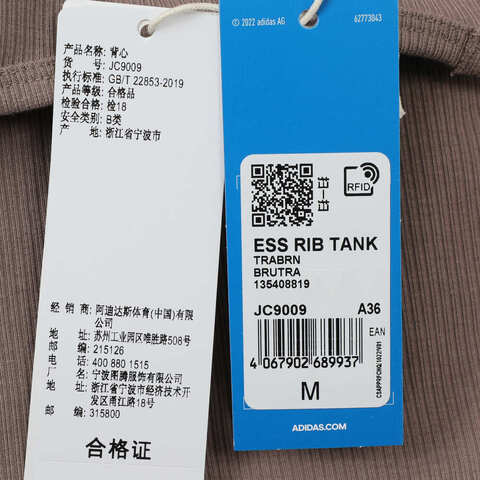 产品名称: 背心
货　　号: JC9009
执行标准: GB/T 22853-2019
产品等级: 合格品
检验合格: 检18
安全类别: B类
产　　地: 浙江省宁波市
经 销 商: 阿迪达斯体育(中国)有限
公司
地　　址: 苏州工业园区唯胜路508号
邮　　编: 215126
电　　话: 400 880 1515
厂　　名: 宁波图腾服饰有限公司
地　　址: 浙江省宁波市经济技术开
发区甬江路18号
邮　　编: 315800
合格证
© 2022 adidas AG
62773043
RFID
ESS RIB TANK
TRABRN
BRUTRA
135408819
JC9009 A36
EAN
4 067902 689937
M
ADIDAS.COM